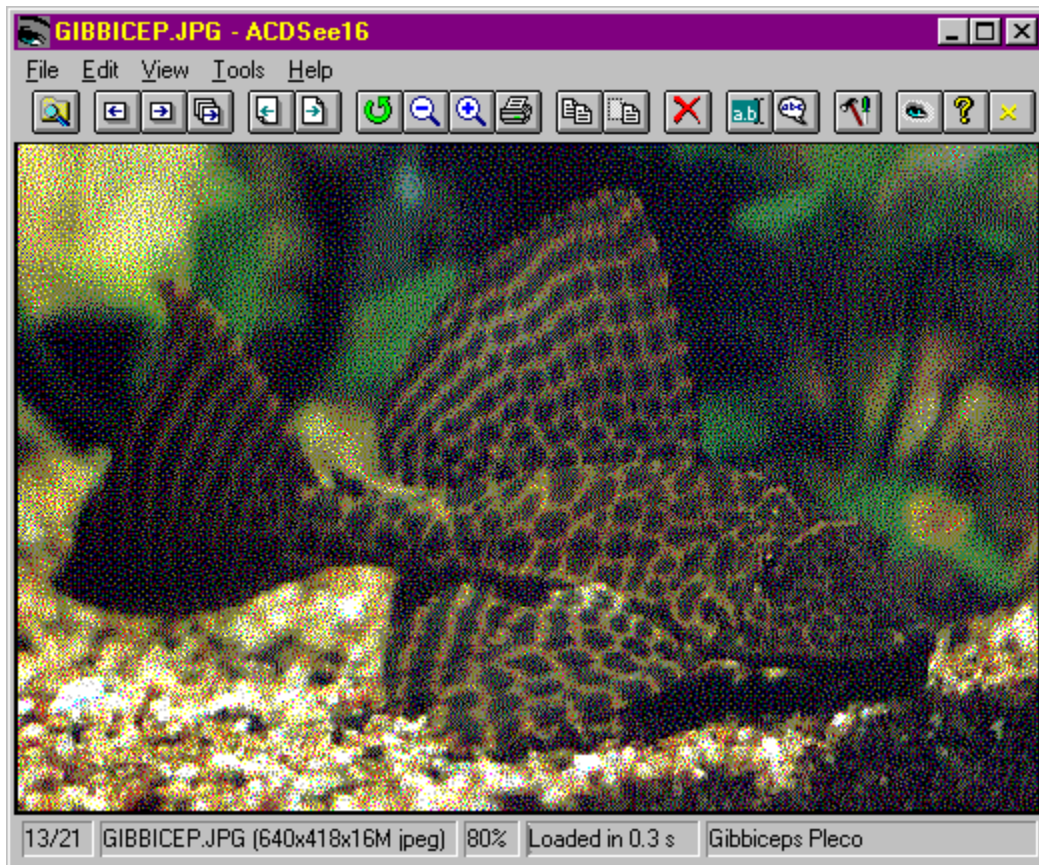 GIBBICEP.JPG - ACDSee16
File Edit View Tools Help
a.b abc ?
13/21 GIBBICEP.JPG (640x418x16M jpeg) 80% Loaded in 0.3 s Gibbiceps Pleco